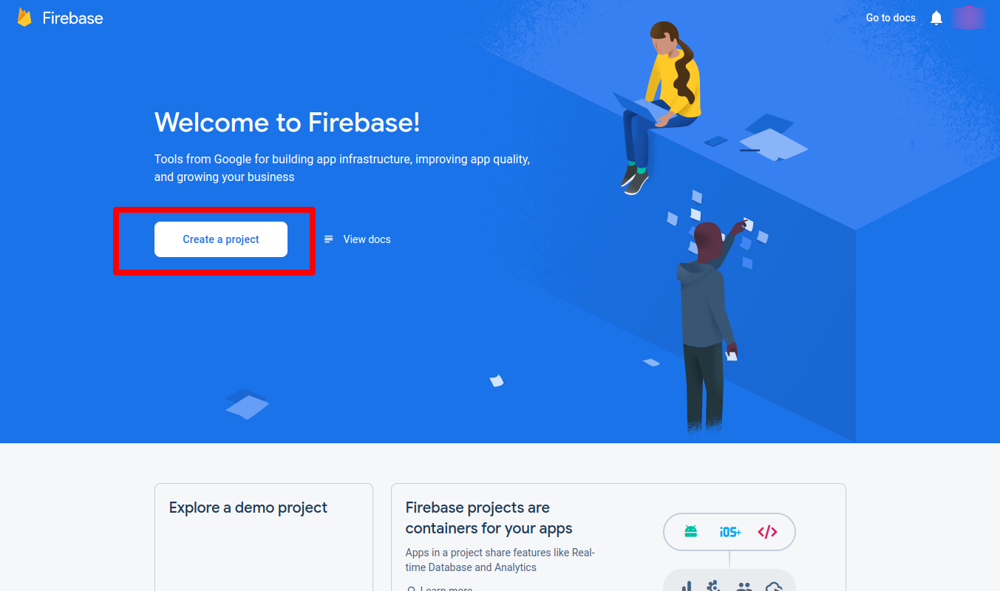 Firebase
Go to docs
Welcome to Firebase!
Tools from Google for building app infrastructure, improving app quality,
and growing your business
Create a project
View docs
Explore a demo project
Firebase projects are
containers for your apps
iOS+
Apps in a project share features like Real-
time Database and Analytics
Learn more